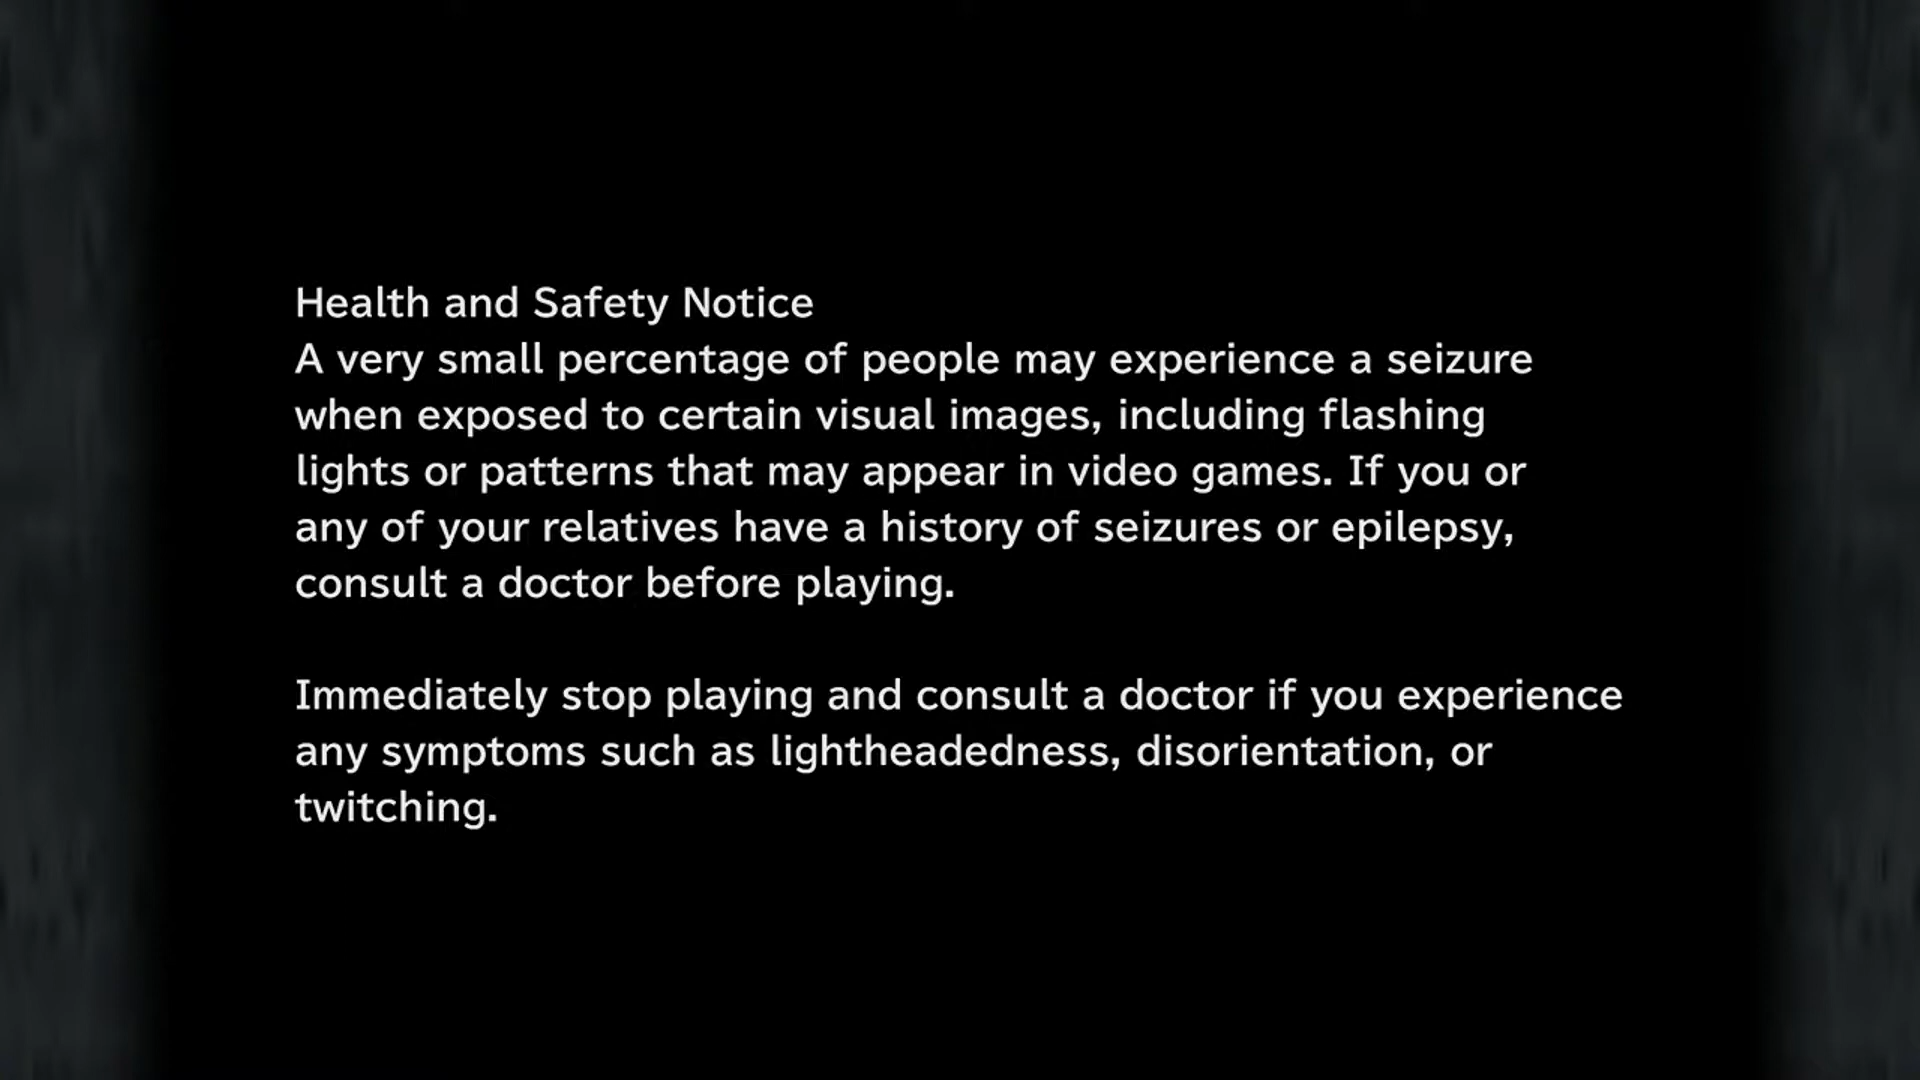 Health and Safety Notice
A very small percentage of people may experience a seizure
when exposed to certain visual images, including flashing
lights or patterns that may appear in video games. If you or
any of your relatives have a history of seizures or epilepsy,
consult a doctor before playing.
Immediately stop playing and consult a doctor if you experience
any symptoms such as lightheadedness, disorientation, or
twitching.